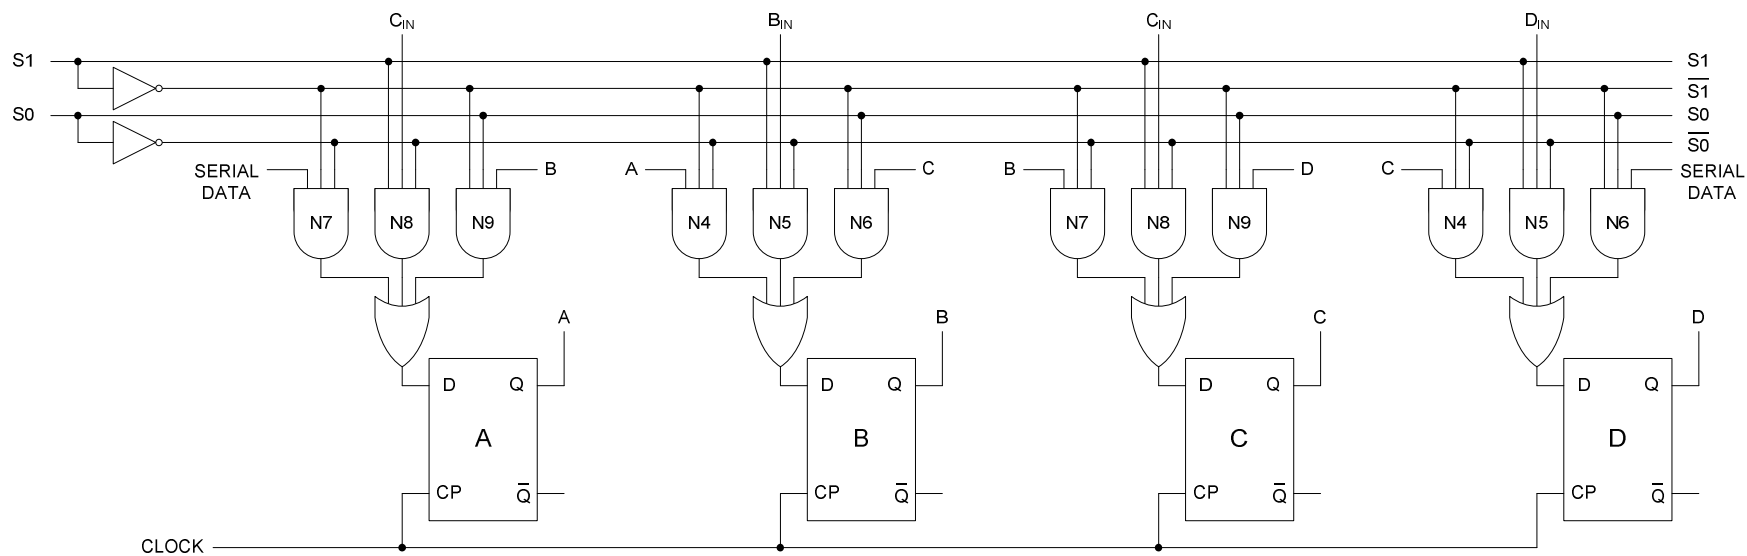 C_IN B_IN C_IN D_IN
S1 S1
S̅1̅
S0 S0
S̅0̅
SERIAL DATA B A C B D C SERIAL DATA
N7 N8 N9 N4 N5 N6 N7 N8 N9 N4 N5 N6
A B C D
D Q D Q D Q D Q
A B C D
CP Q̅ CP Q̅ CP Q̅ CP Q̅
CLOCK